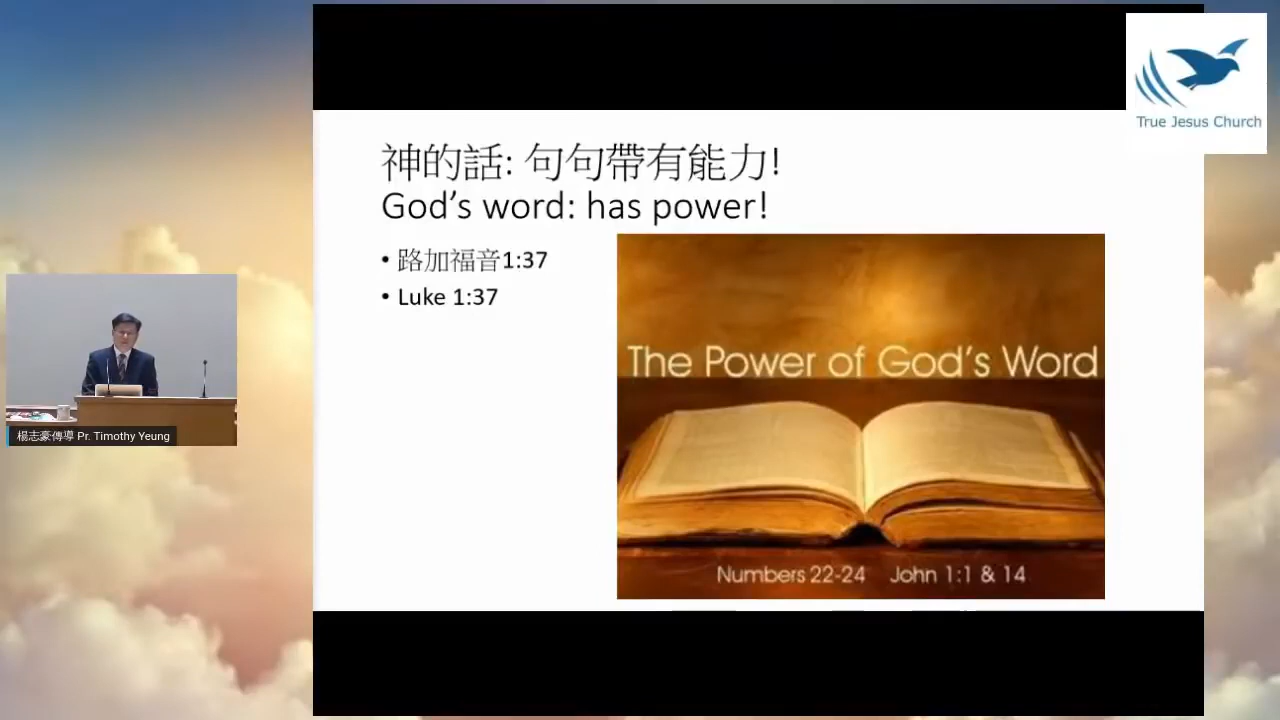 True Jesus Church
神的話: 句句帶有能力!
God's word: has power!
• 路加福音1:37
• Luke 1:37
The Power of God's Word
Numbers 22-24 John 1:1 & 14
楊志豪傳導 Pr. Timothy Yeung